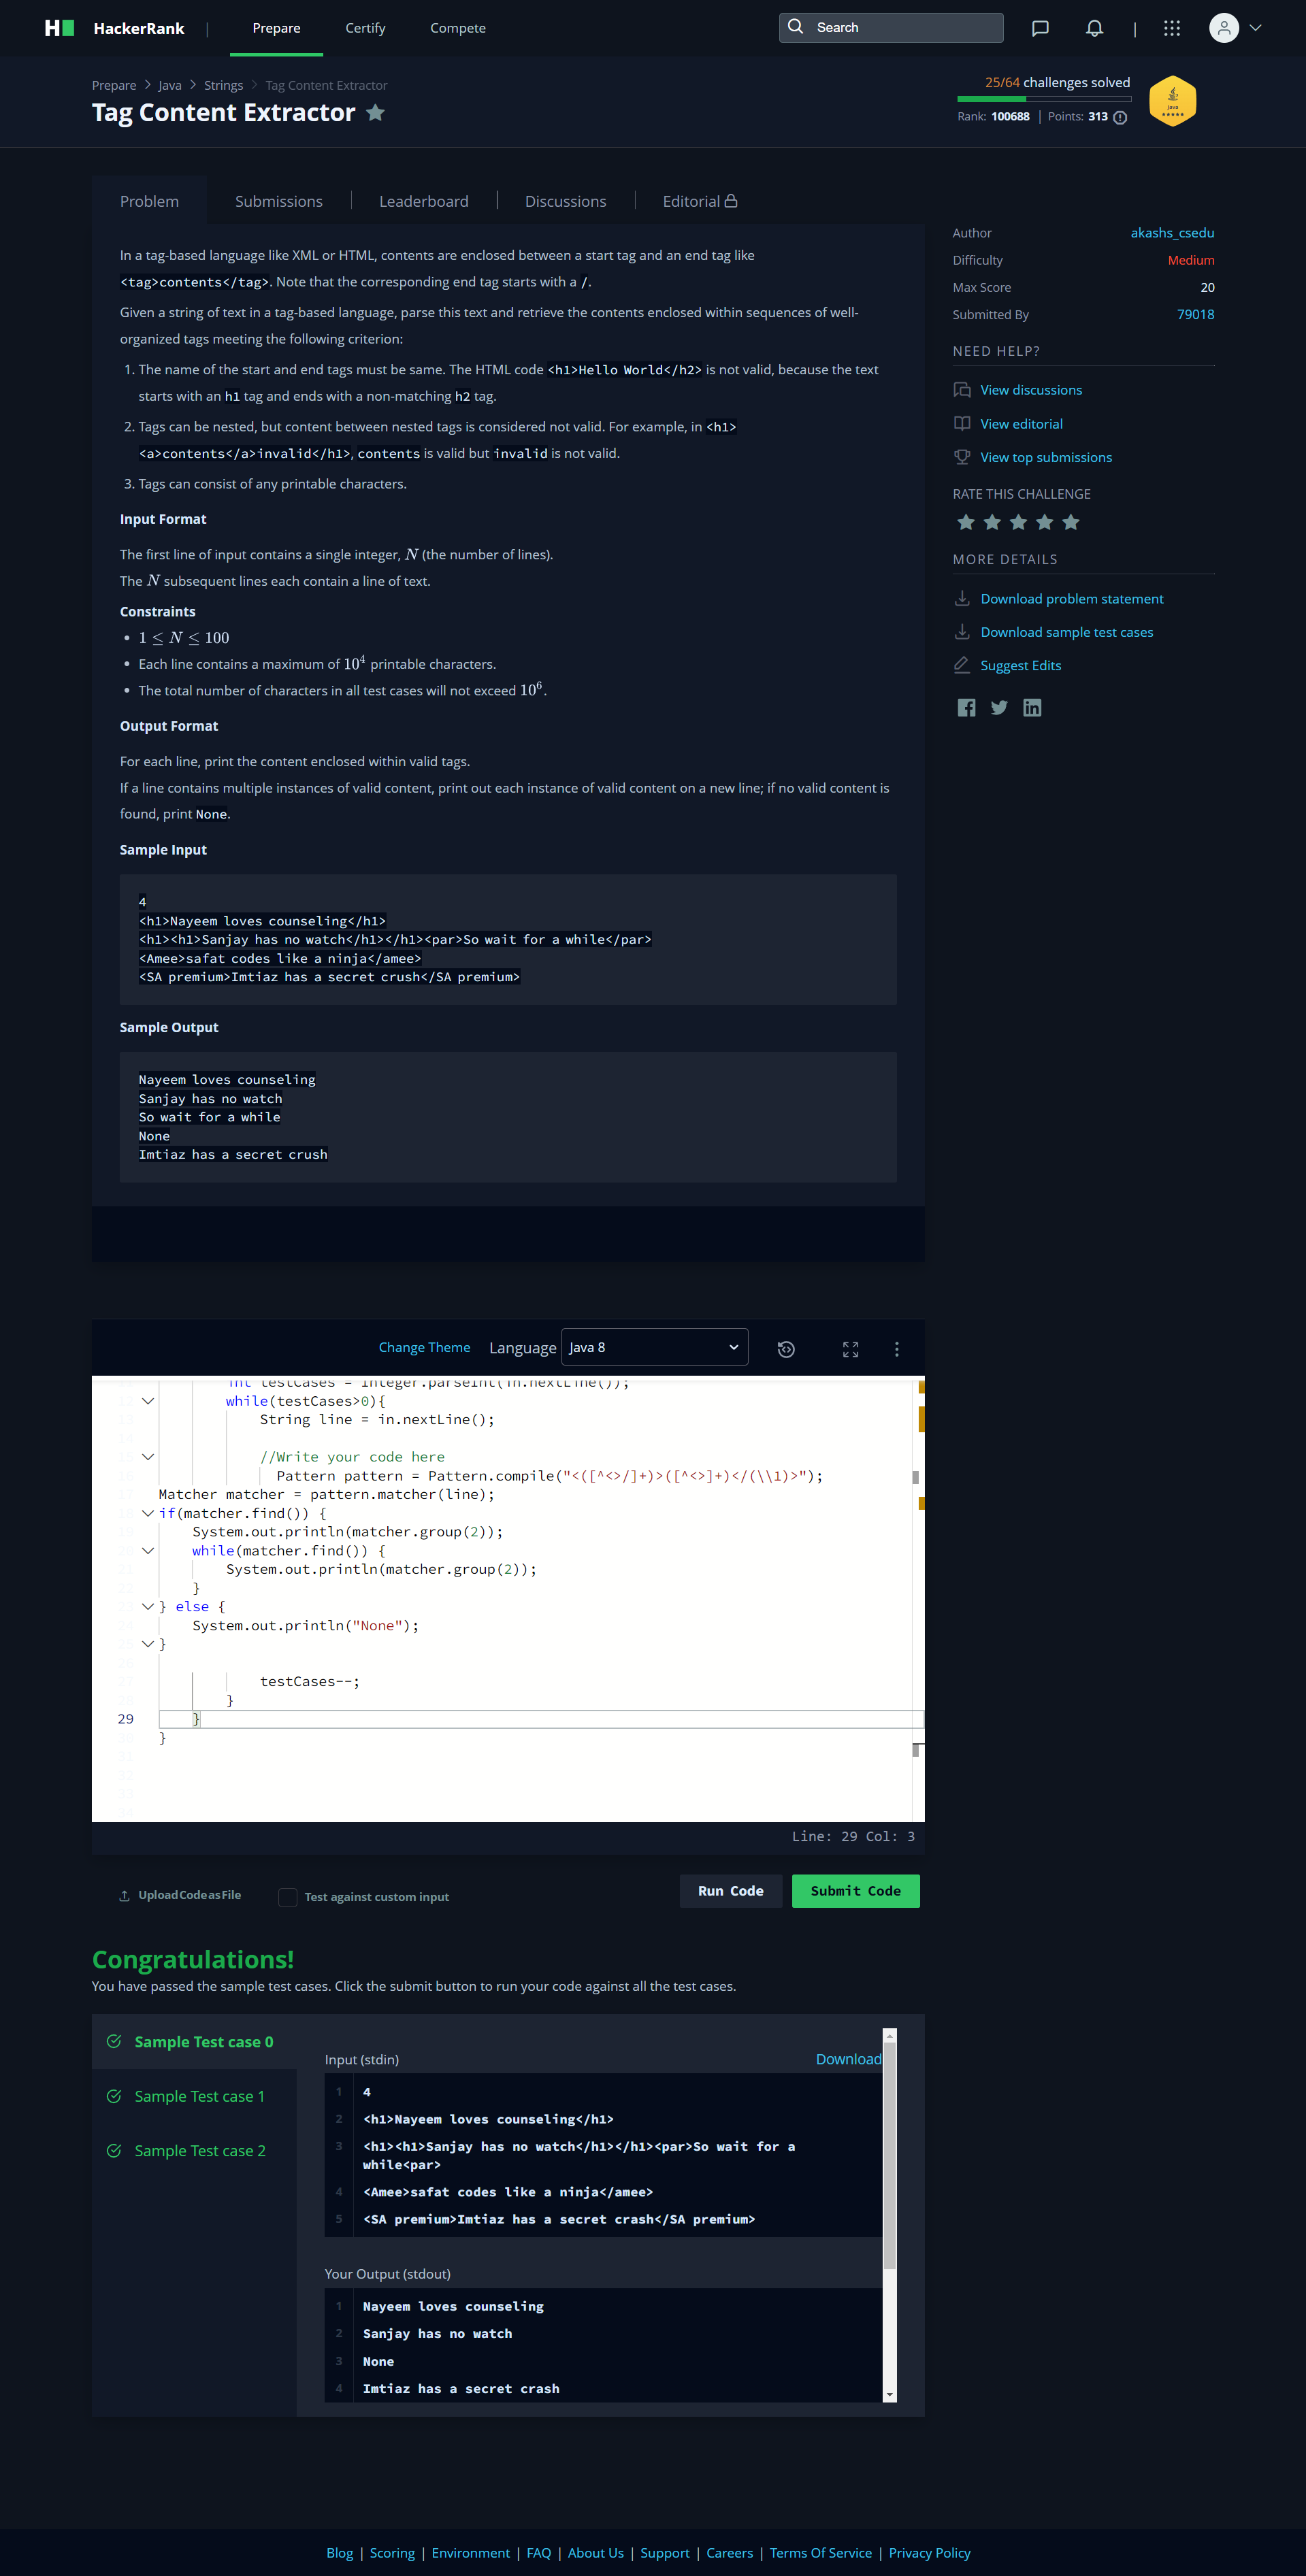 HackerRank | Prepare Certify Compete Search |
Prepare > Java > Strings > Tag Content Extractor
Tag Content Extractor
25/64 challenges solved
Rank: 100688 | Points: 313
Java
Problem Submissions | Leaderboard | Discussions | Editorial
In a tag-based language like XML or HTML, contents are enclosed between a start tag and an end tag like
<tag>contents</tag>. Note that the corresponding end tag starts with a /.
Given a string of text in a tag-based language, parse this text and retrieve the contents enclosed within sequences of well-
organized tags meeting the following criterion:
1. The name of the start and end tags must be same. The HTML code <h1>Hello World</h2> is not valid, because the text
starts with an h1 tag and ends with a non-matching h2 tag.
2. Tags can be nested, but content between nested tags is considered not valid. For example, in <h1>
<a>contents</a>invalid</h1>, contents is valid but invalid is not valid.
3. Tags can consist of any printable characters.
Input Format
The first line of input contains a single integer, N (the number of lines).
The N subsequent lines each contain a line of text.
Constraints
• 1 ≤ N ≤ 100
• Each line contains a maximum of 10^4 printable characters.
• The total number of characters in all test cases will not exceed 10^6.
Output Format
For each line, print the content enclosed within valid tags.
If a line contains multiple instances of valid content, print out each instance of valid content on a new line; if no valid content is
found, print None.
Sample Input
4
<h1>Nayeem loves counseling</h1>
<h1><h1>Sanjay has no watch</h1></h1><par>So wait for a while</par>
<Amee>safat codes like a ninja</amee>
<SA premium>Imtiaz has a secret crush</SA premium>
Sample Output
Nayeem loves counseling
Sanjay has no watch
So wait for a while
None
Imtiaz has a secret crush
Author akashs_csedu
Difficulty Medium
Max Score 20
Submitted By 79018
NEED HELP?
View discussions
View editorial
View top submissions
RATE THIS CHALLENGE
MORE DETAILS
Download problem statement
Download sample test cases
Suggest Edits
Change Theme Language Java 8
int testCases = Integer.parseInt(in.nextLine());
while(testCases>0){
String line = in.nextLine();
//Write your code here
Pattern pattern = Pattern.compile("<([^<>/]+)>([^<>]+)</(\\1)>");
Matcher matcher = pattern.matcher(line);
if(matcher.find()) {
System.out.println(matcher.group(2));
while(matcher.find()) {
System.out.println(matcher.group(2));
}
} else {
System.out.println("None");
}
testCases--;
}
29 }
}
Line: 29 Col: 3
Upload Code as File Test against custom input Run Code Submit Code
Congratulations!
You have passed the sample test cases. Click the submit button to run your code against all the test cases.
Sample Test case 0
Sample Test case 1
Sample Test case 2
Input (stdin) Download
1 4
2 <h1>Nayeem loves counseling</h1>
3 <h1><h1>Sanjay has no watch</h1></h1><par>So wait for a
while<par>
4 <Amee>safat codes like a ninja</amee>
5 <SA premium>Imtiaz has a secret crash</SA premium>
Your Output (stdout)
1 Nayeem loves counseling
2 Sanjay has no watch
3 None
4 Imtiaz has a secret crash
Blog | Scoring | Environment | FAQ | About Us | Support | Careers | Terms Of Service | Privacy Policy